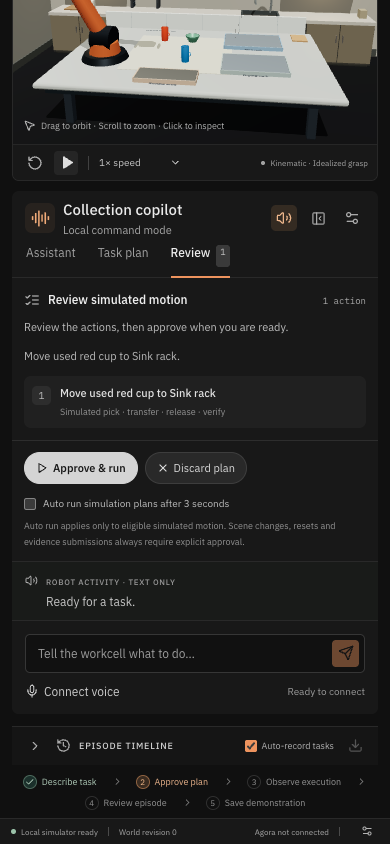 Drag to orbit · Scroll to zoom · Click to inspect
1× speed
Kinematic · Idealized grasp
Collection copilot
Local command mode
Assistant Task plan Review 1
Review simulated motion 1 action
Review the actions, then approve when you are ready.
Move used red cup to Sink rack.
1 Move used red cup to Sink rack
Simulated pick · transfer · release · verify
Approve & run Discard plan
Auto run simulation plans after 3 seconds
Auto run applies only to eligible simulated motion. Scene changes, resets and
evidence submissions always require explicit approval.
ROBOT ACTIVITY · TEXT ONLY
Ready for a task.
Tell the workcell what to do...
Connect voice Ready to connect
EPISODE TIMELINE Auto-record tasks
Describe task 2 Approve plan 3 Observe execution
4 Review episode 5 Save demonstration
Local simulator ready World revision 0 Agora not connected